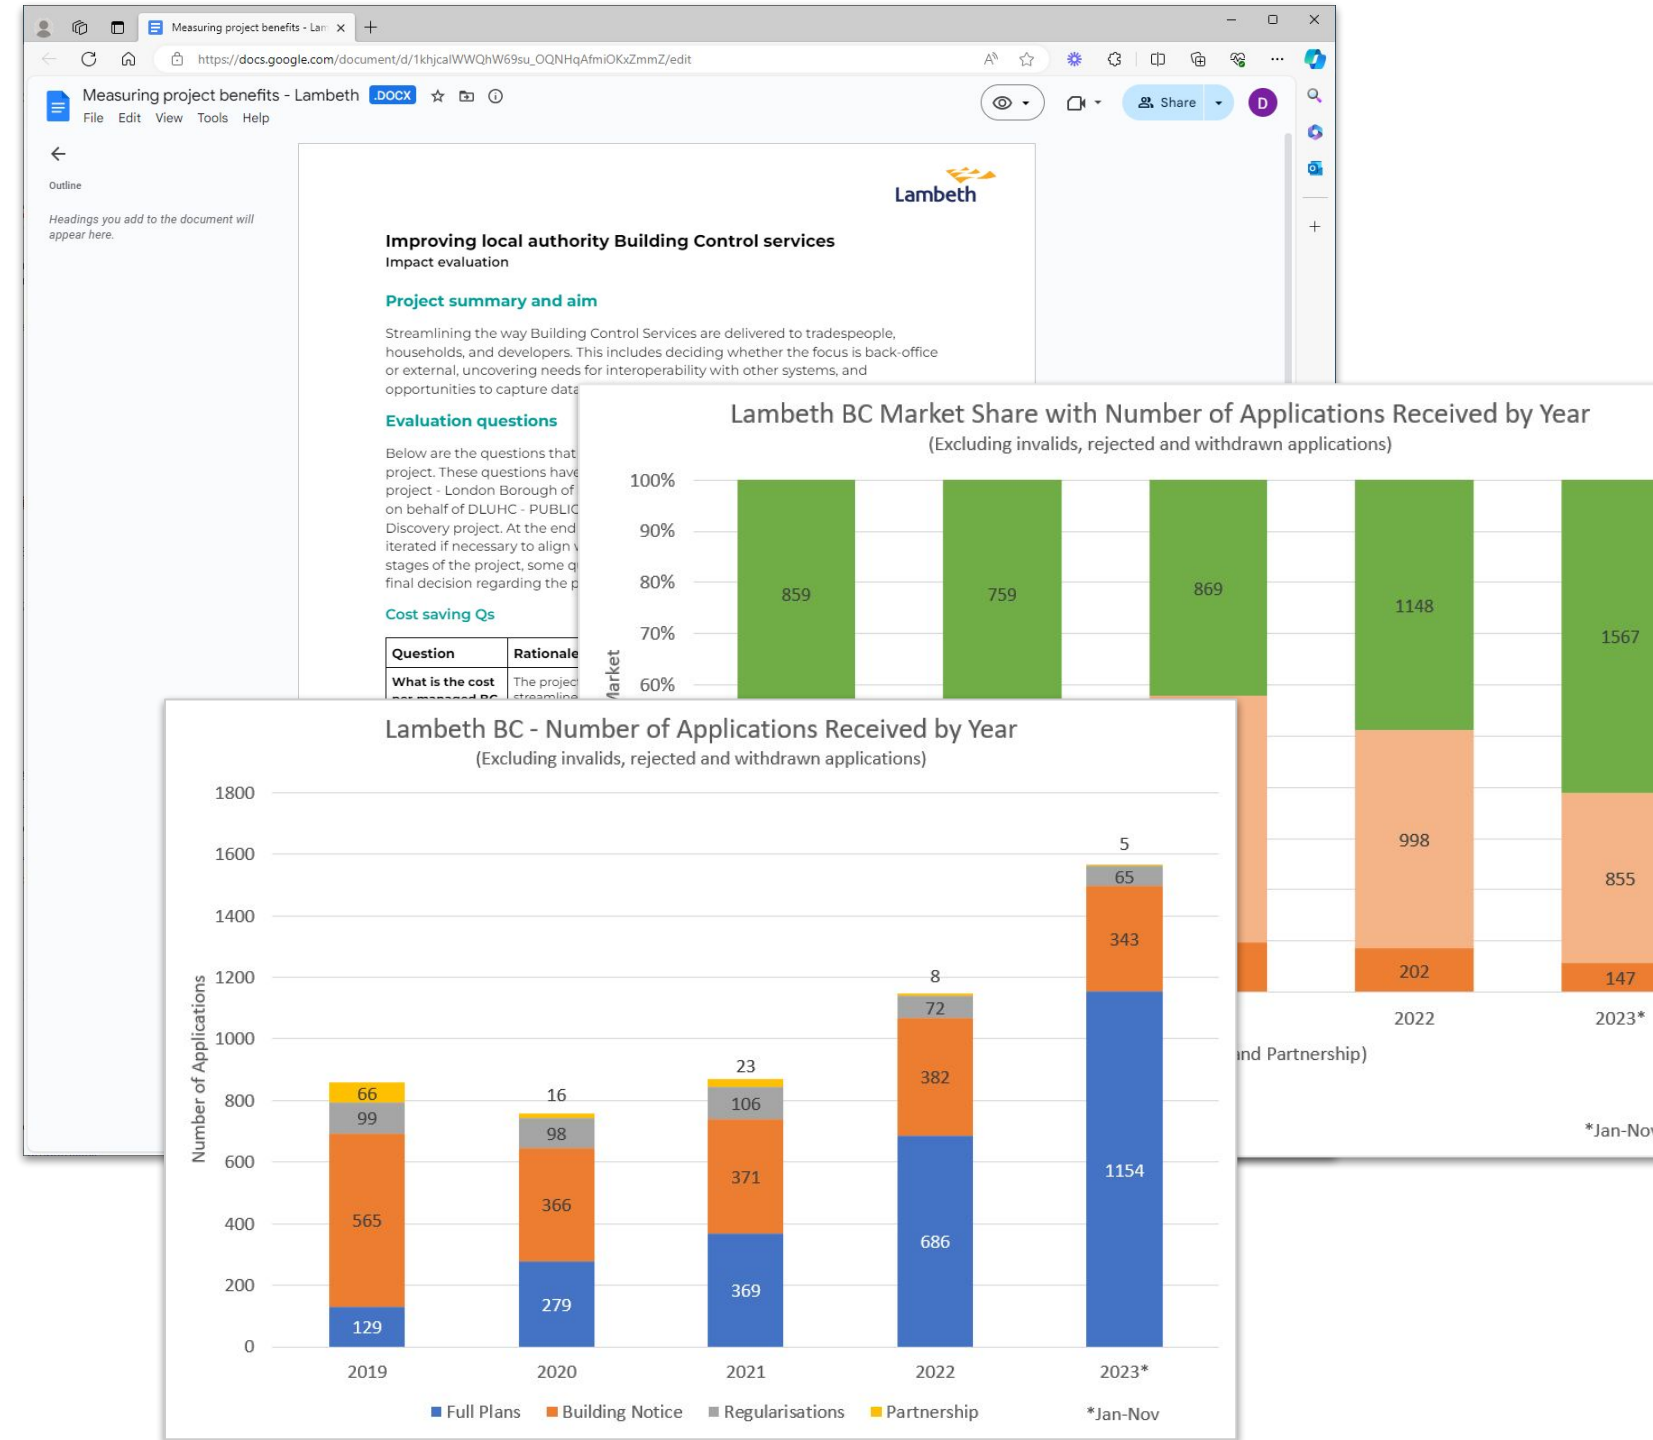 Measuring project benefits - Lam
https://docs.google.com/document/d/1khjcalWWQhW69su_OQNHqAfmiOKxZmmZ/edit
Measuring project benefits - Lambeth .DOCX
Share
D
File Edit View Tools Help
Outline
Headings you add to the document will
appear here.
Lambeth
Improving local authority Building Control services
Impact evaluation
Project summary and aim
Streamlining the way Building Control Services are delivered to tradespeople,
households, and developers. This includes deciding whether the focus is back-office
or external, uncovering needs for interoperability with other systems, and
opportunities to capture data
Evaluation questions
Below are the questions that
project. These questions have
project - London Borough of
on behalf of DLUHC - PUBLIC
Discovery project. At the end
iterated if necessary to align
stages of the project, some
final decision regarding the
Cost saving Qs
Question Rationale
What is the cost The project
per managed BC streamline
Lambeth BC Market Share with Number of Applications Received by Year
(Excluding invalids, rejected and withdrawn applications)
100%
90%
80%
70%
60%
Market
859 759 869 1148 1567
998 855
202 147
2022 2023*
and Partnership)
*Jan-Nov
Lambeth BC - Number of Applications Received by Year
(Excluding invalids, rejected and withdrawn applications)
Number of Applications
1800
1600
1400
1200
1000
800
600
400
200
0
66 16 23 8 5
99 98 106 72 65
565 366 371 382 343
129 279 369 686 1154
2019 2020 2021 2022 2023*
Full Plans Building Notice Regularisations Partnership
*Jan-Nov